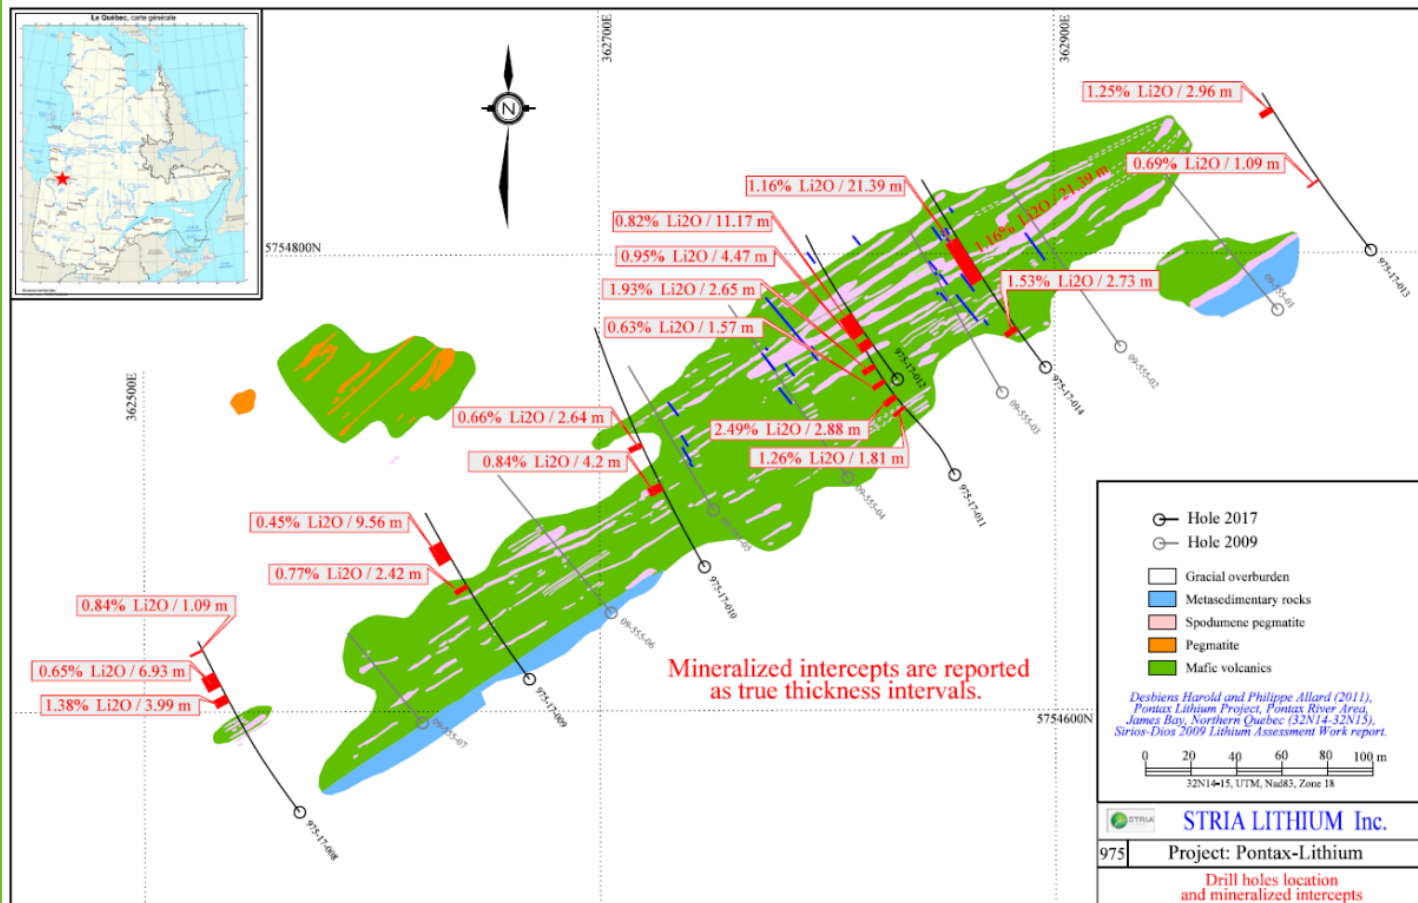 Le Québec, carte générale
362700E
362900E
1.25% Li2O / 2.96 m
0.69% Li2O / 1.09 m
1.16% Li2O / 21.39 m
1.16% Li2O / 21.39 m
0.82% Li2O / 11.17 m
0.95% Li2O / 4.47 m
1.93% Li2O / 2.65 m
0.63% Li2O / 1.57 m
1.53% Li2O / 2.73 m
5754800N
N
975-17-013
09-555-01
09-555-02
975-17-014
09-555-03
975-17-012
362500E
0.66% Li2O / 2.64 m
0.84% Li2O / 4.2 m
2.49% Li2O / 2.88 m
1.26% Li2O / 1.81 m
09-555-04
975-17-011
09-555-05
975-17-010
0.45% Li2O / 9.56 m
0.77% Li2O / 2.42 m
09-555-06
975-17-009
0.84% Li2O / 1.09 m
0.65% Li2O / 6.93 m
1.38% Li2O / 3.99 m
09-555-07
975-17-008
Mineralized intercepts are reported
as true thickness intervals.
5754600N
Hole 2017
Hole 2009
Gracial overburden
Metasedimentary rocks
Spodumene pegmatite
Pegmatite
Mafic volcanics
Desbiens Harold and Philippe Allard (2011),
Pontax Lithium Project, Pontax River Area,
James Bay, Northern Quebec (32N14-32N15),
Sirios-Dios 2009 Lithium Assessment Work report.
0 20 40 60 80 100 m
32N14-15, UTM, Nad83, Zone 18
STRIA
STRIA LITHIUM Inc.
975
Project: Pontax-Lithium
Drill holes location
and mineralized intercepts